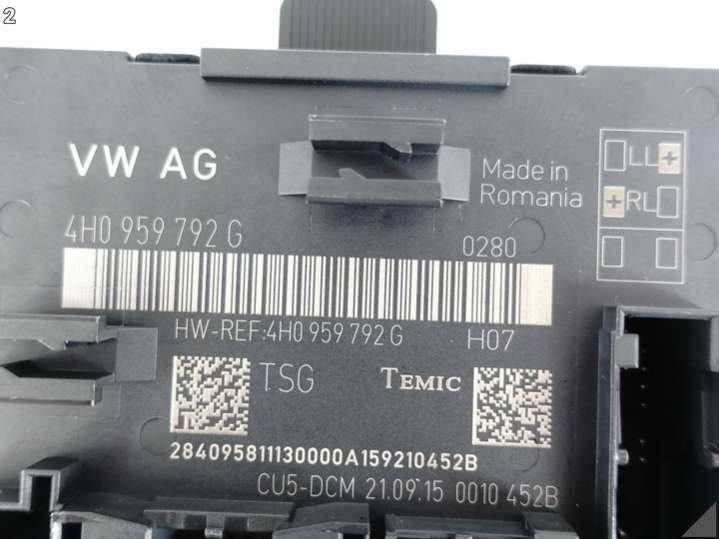 2
VW AG
Made in
Romania
LL +
+ RL
4H0 959 792 G
0280
HW-REF:4H0 959 792 G H07
TSG TEMIC
284095811130000A159210452B
CU5-DCM 21.09.15 0010 452B